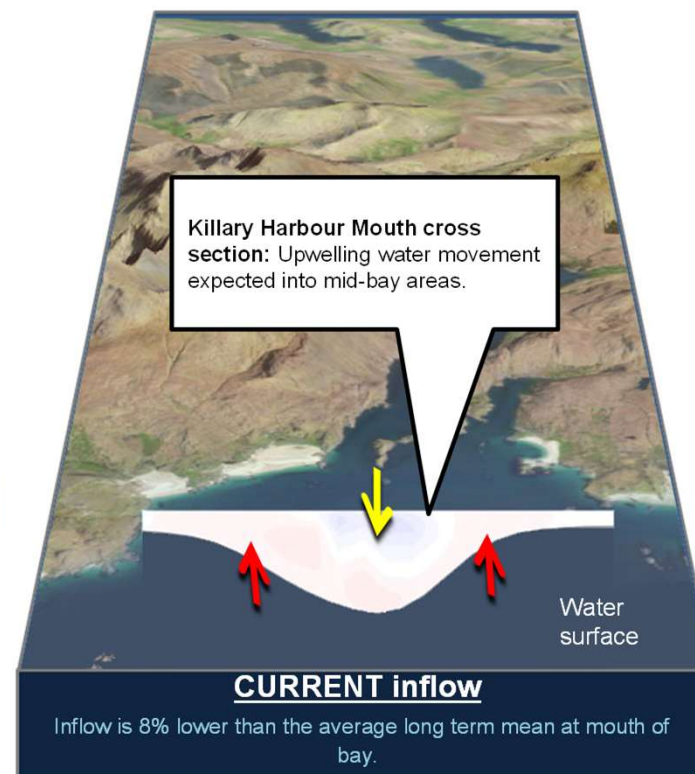 Killary Harbour Mouth cross
section: Upwelling water movement
expected into mid-bay areas.
Water
surface
CURRENT inflow
Inflow is 8% lower than the average long term mean at mouth of
bay.